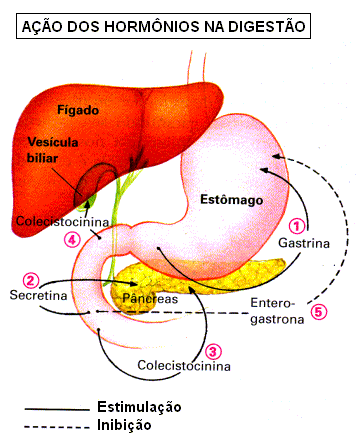 AÇÃO DOS HORMÔNIOS NA DIGESTÃO
Fígado
Vesícula
biliar
Estômago
Colecistocinina
④
①
Gastrina
②
Secretina
Pâncreas
Entero-
gastrona ⑤
③
Colecistocinina
Estimulação
Inibição